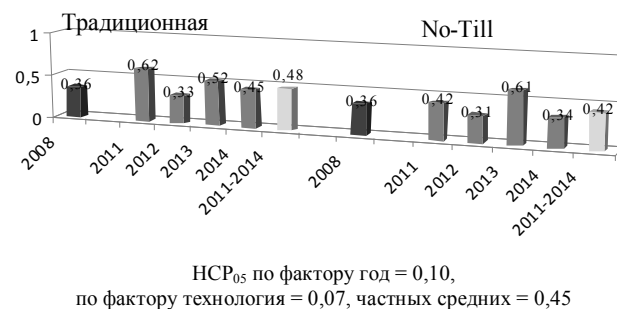 Традиционная No-Till
1
0,5
0
0,36 0,62 0,33 0,52 0,45 0,48 0,36 0,42 0,31 0,61 0,34 0,42
2008 2011 2012 2013 2014 2011-2014 2008 2011 2012 2013 2014 2011-2014
НСР₀₅ по фактору год = 0,10,
по фактору технология = 0,07, частных средних = 0,45